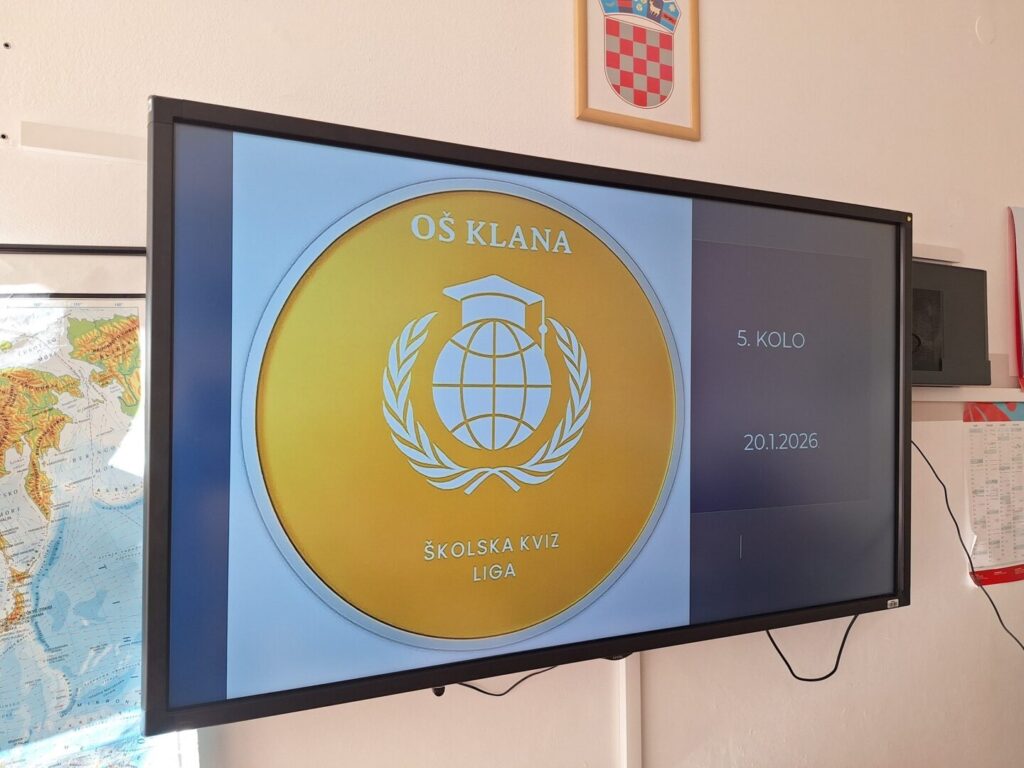 OŠ KLANA
ŠKOLSKA KVIZ
LIGA
5. KOLO
20.1.2026